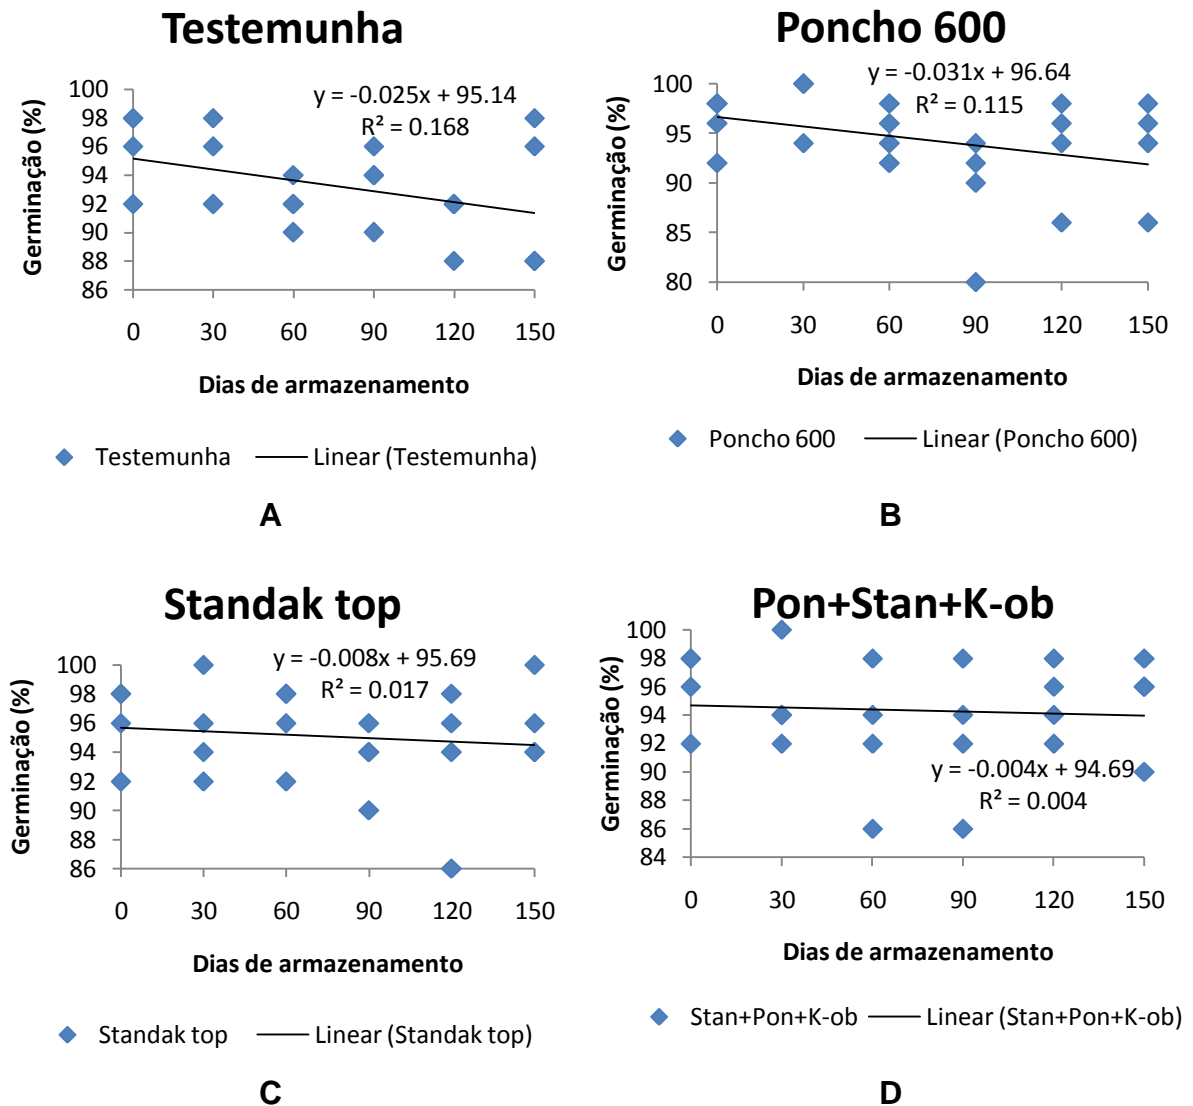 Testemunha
y = -0.025x + 95.14
R² = 0.168
Germinação (%)
100
98
96
94
92
90
88
86
0 30 60 90 120 150
Dias de armazenamento
Testemunha Linear (Testemunha)
A
Poncho 600
y = -0.031x + 96.64
R² = 0.115
Germinação (%)
100
95
90
85
80
0 30 60 90 120 150
Dias de armazenamento
Poncho 600 Linear (Poncho 600)
B
Standak top
y = -0.008x + 95.69
R² = 0.017
Germinação (%)
100
98
96
94
92
90
88
86
0 30 60 90 120 150
Dias de armazenamento
Standak top Linear (Standak top)
C
Pon+Stan+K-ob
Germinação (%)
100
98
96
94
92
90
88
86
84
y = -0.004x + 94.69
R² = 0.004
0 30 60 90 120 150
Dias de armazenamento
Stan+Pon+K-ob Linear (Stan+Pon+K-ob)
D